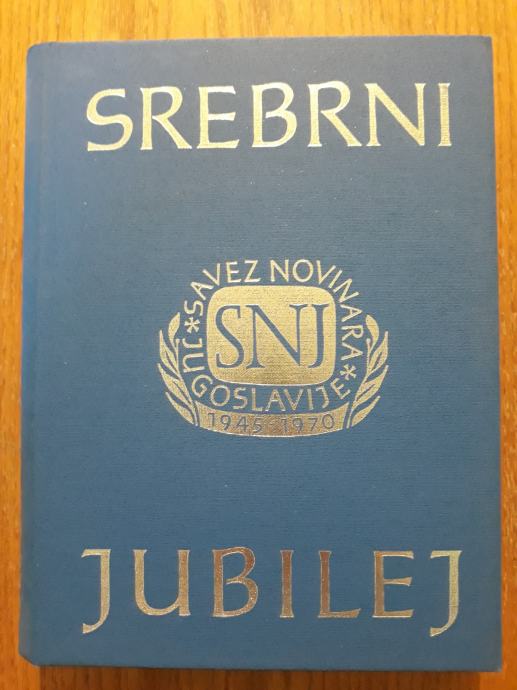 SREBRNI
*SAVEZ NOVINARA*
SNJ
JUGOSLAVIJE
1945-1970
JUBILEJ